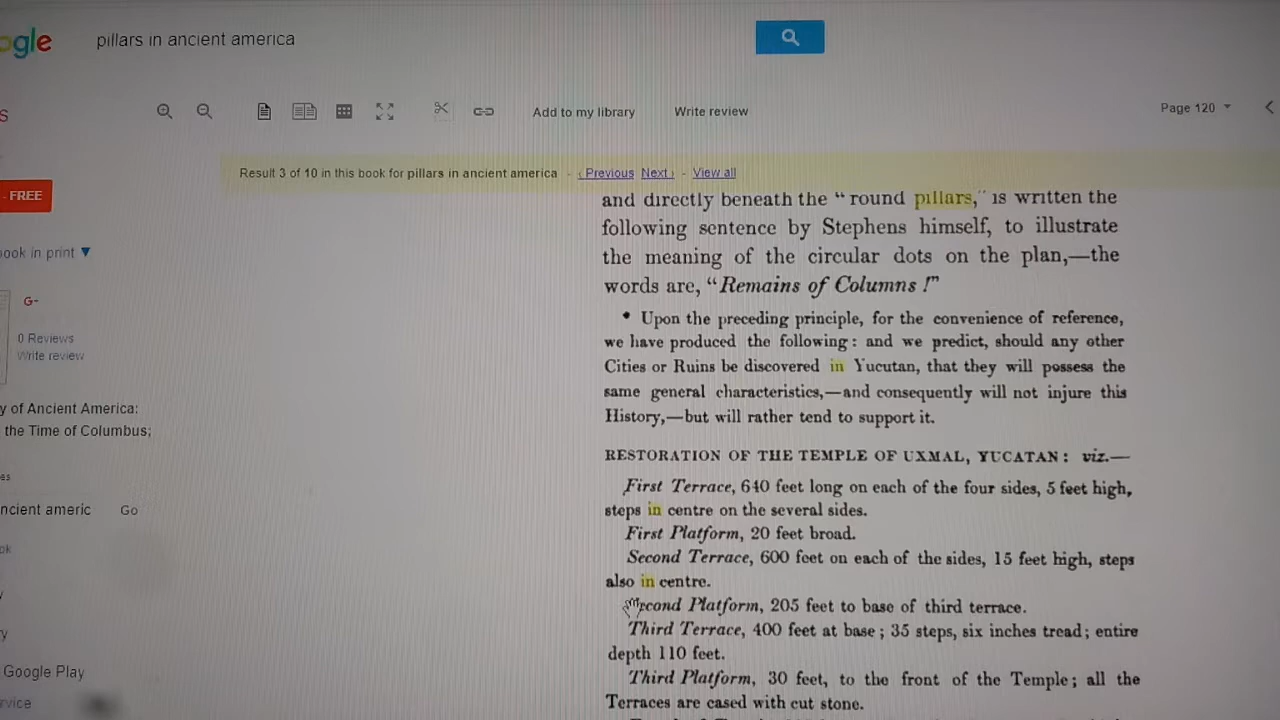 ogle pillars in ancient america
Add to my library Write review Page 120
Result 3 of 10 in this book for pillars in ancient america - ‹ Previous Next › - View all
FREE
ook in print ▼
G-
0 Reviews
Write review
y of Ancient America:
the Time of Columbus;
es
ncient americ Go
ok
y
ry
Google Play
rvice
and directly beneath the “round pillars,” is written the
following sentence by Stephens himself, to illustrate
the meaning of the circular dots on the plan,—the
words are, “Remains of Columns !”
* Upon the preceding principle, for the convenience of reference,
we have produced the following: and we predict, should any other
Cities or Ruins be discovered in Yucutan, that they will possess the
same general characteristics,—and consequently will not injure this
History,—but will rather tend to support it.
RESTORATION OF THE TEMPLE OF UXMAL, YUCATAN: viz.—
First Terrace, 640 feet long on each of the four sides, 5 feet high,
steps in centre on the several sides.
First Platform, 20 feet broad.
Second Terrace, 600 feet on each of the sides, 15 feet high, steps
also in centre.
Second Platform, 205 feet to base of third terrace.
Third Terrace, 400 feet at base; 35 steps, six inches tread; entire
depth 110 feet.
Third Platform, 30 feet, to the front of the Temple; all the
Terraces are cased with cut stone.